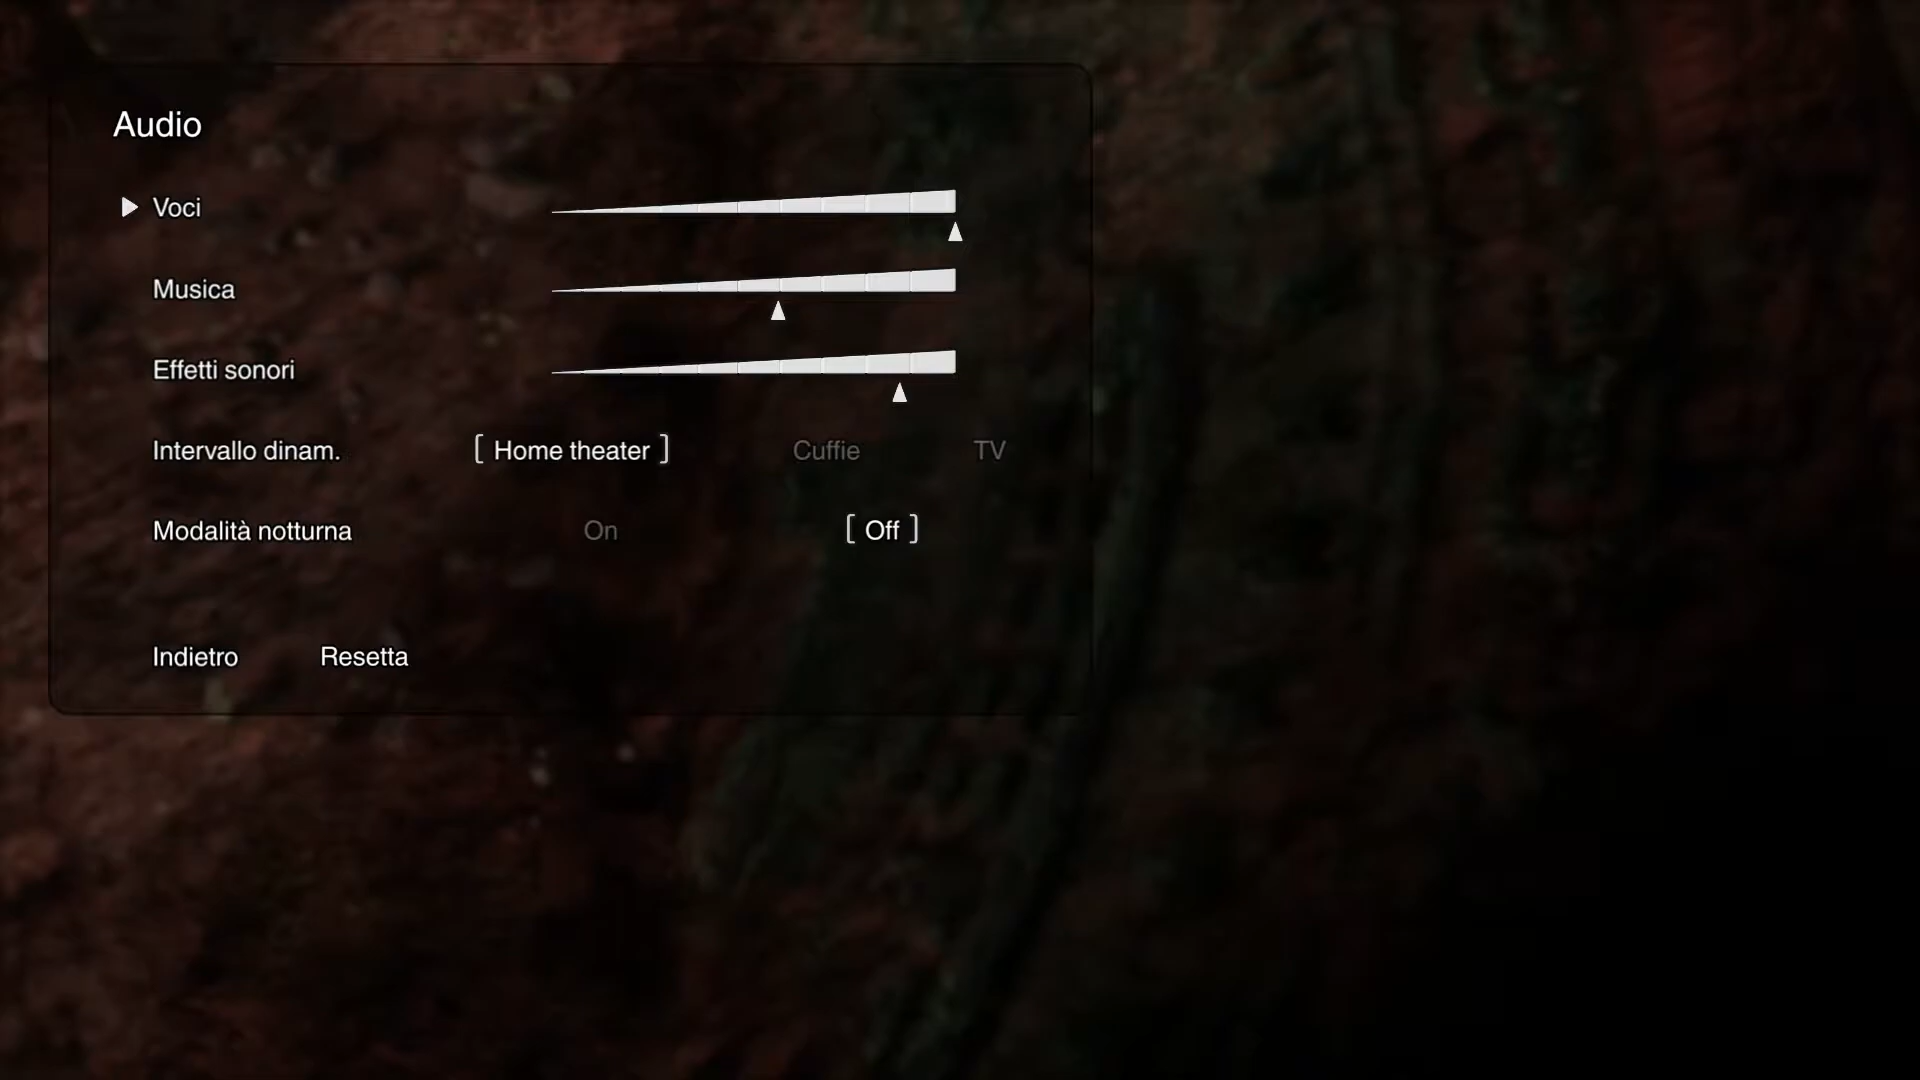 Audio
Voci
Musica
Effetti sonori
Intervallo dinam. [ Home theater ] Cuffie TV
Modalità notturna On [ Off ]
Indietro Resetta